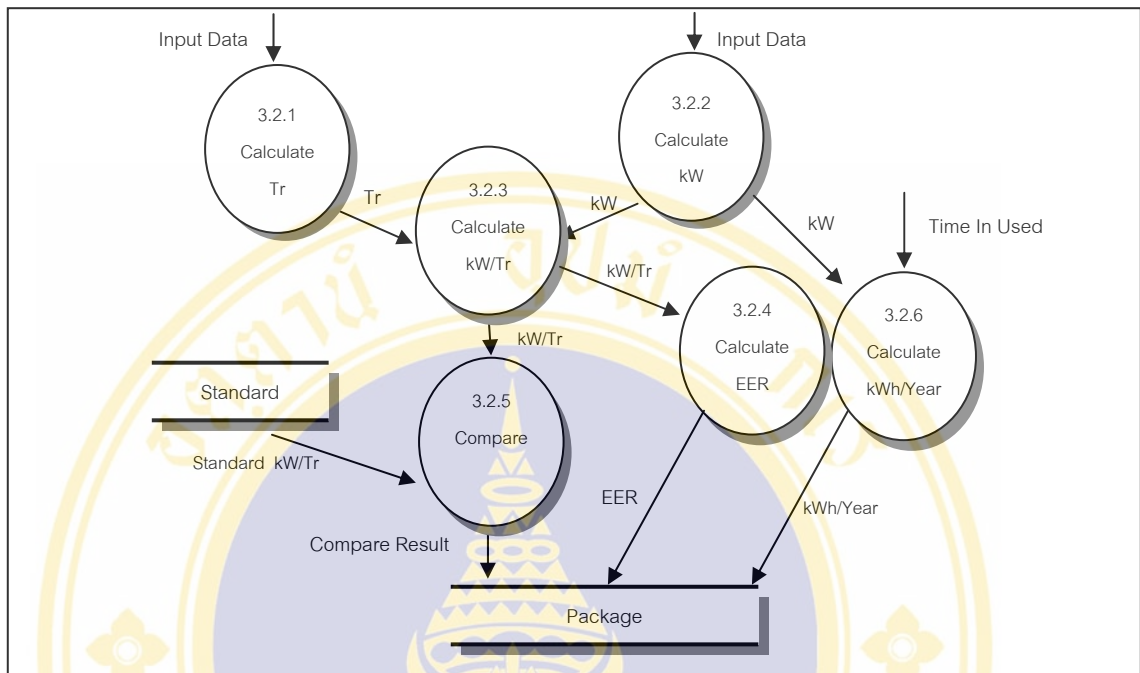 Input Data
Input Data
3.2.1
Calculate
Tr
3.2.2
Calculate
kW
Tr
3.2.3
Calculate
kW/Tr
kW
kW
Time In Used
kW/Tr
3.2.4
Calculate
EER
3.2.6
Calculate
kWh/Year
kW/Tr
Standard
3.2.5
Compare
Standard kW/Tr
EER
kWh/Year
Compare Result
Package